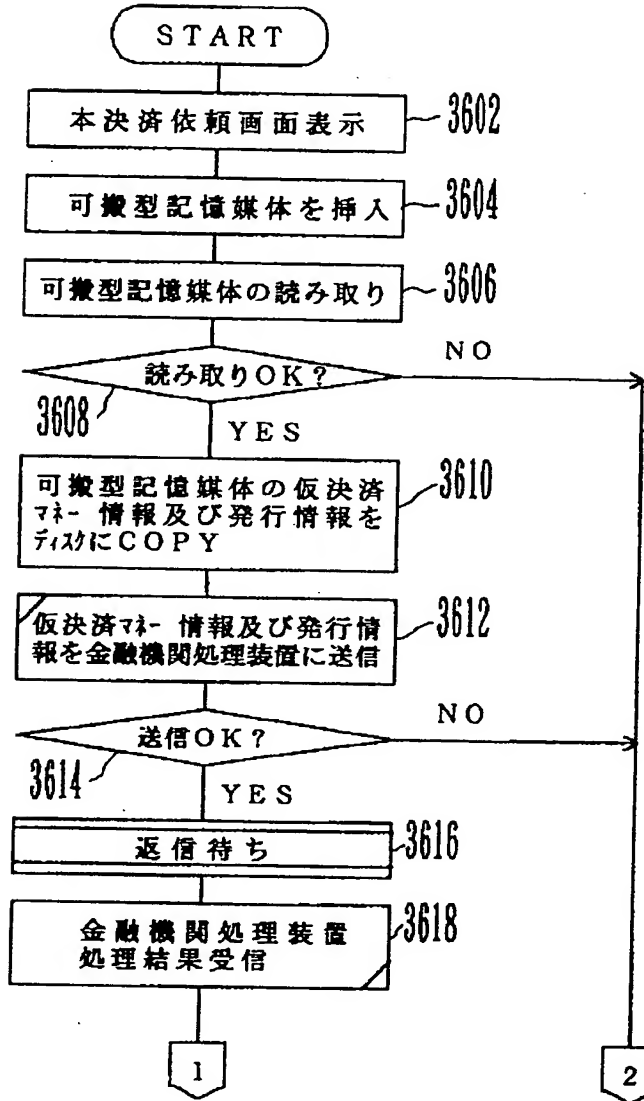 START
本決済依頼画面表示
3602
可搬型記憶媒体を挿入
3604
可搬型記憶媒体の読み取り
3606
読み取りOK?
NO
3608
YES
可搬型記憶媒体の仮決済
マネー情報及び発行情報を
ディスクにCOPY
3610
仮決済マネー情報及び発行情
報を金融機関処理装置に送信
3612
送信OK?
NO
3614
YES
返信待ち
3616
金融機関処理装置
処理結果受信
3618
1
2